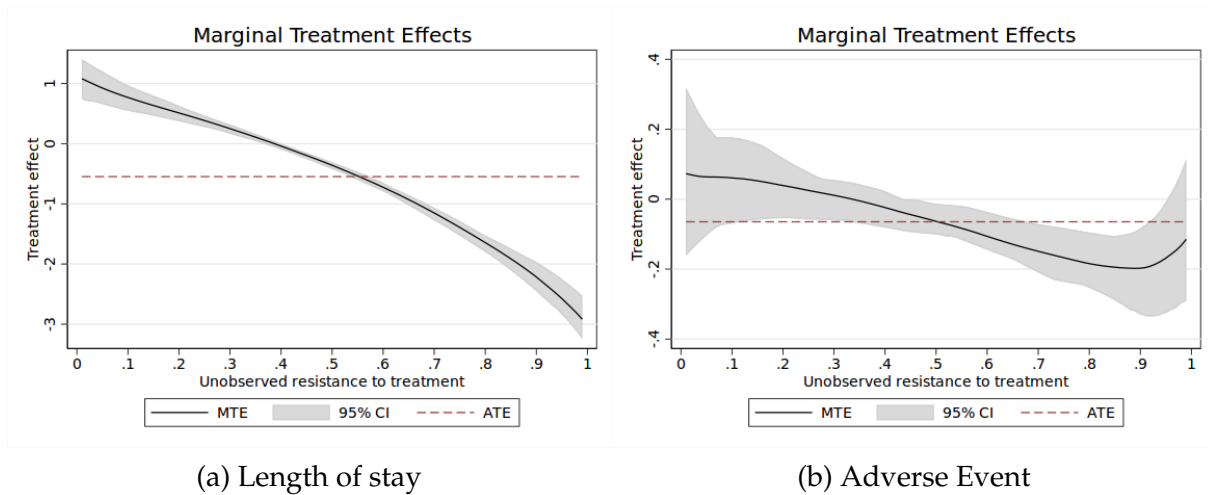 Marginal Treatment Effects
Treatment effect
1
0
-1
-2
-3
0 .1 .2 .3 .4 .5 .6 .7 .8 .9 1
Unobserved resistance to treatment
MTE 95% CI ATE
(a) Length of stay
Marginal Treatment Effects
Treatment effect
.4
.2
0
-.2
-.4
0 .1 .2 .3 .4 .5 .6 .7 .8 .9 1
Unobserved resistance to treatment
MTE 95% CI ATE
(b) Adverse Event